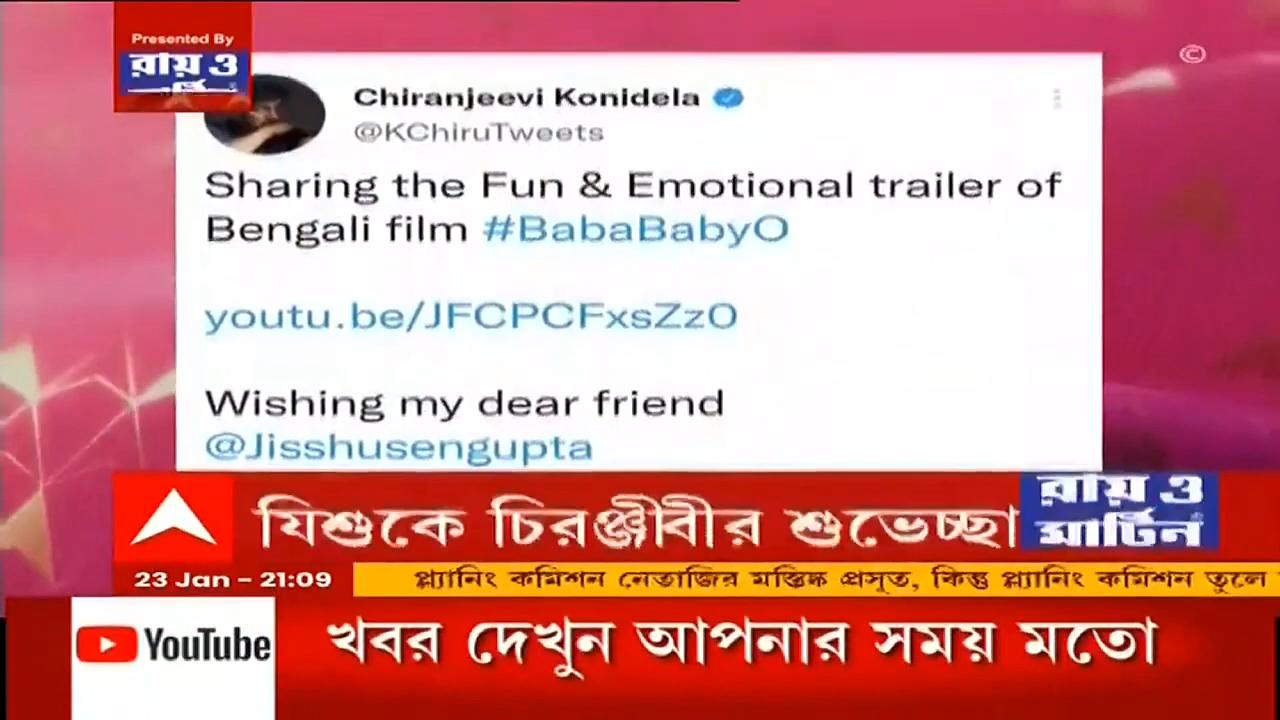 Presented By
রায় ও
©
Chiranjeevi Konidela
@KChiruTweets
Sharing the Fun & Emotional trailer of
Bengali film #BabaBabyO
youtu.be/JFCPCFxsZz0
Wishing my dear friend
@Jisshusengupta
যিশুকে চিরঞ্জীবীর শুভেচ্ছা
রায় ও
মার্টিন
23 Jan - 21:09
প্ল্যানিং কমিশন নেতাজির মস্তিষ্ক প্রসূত, কিন্তু প্ল্যানিং কমিশন তুলে
YouTube
খবর দেখুন আপনার সময় মতো